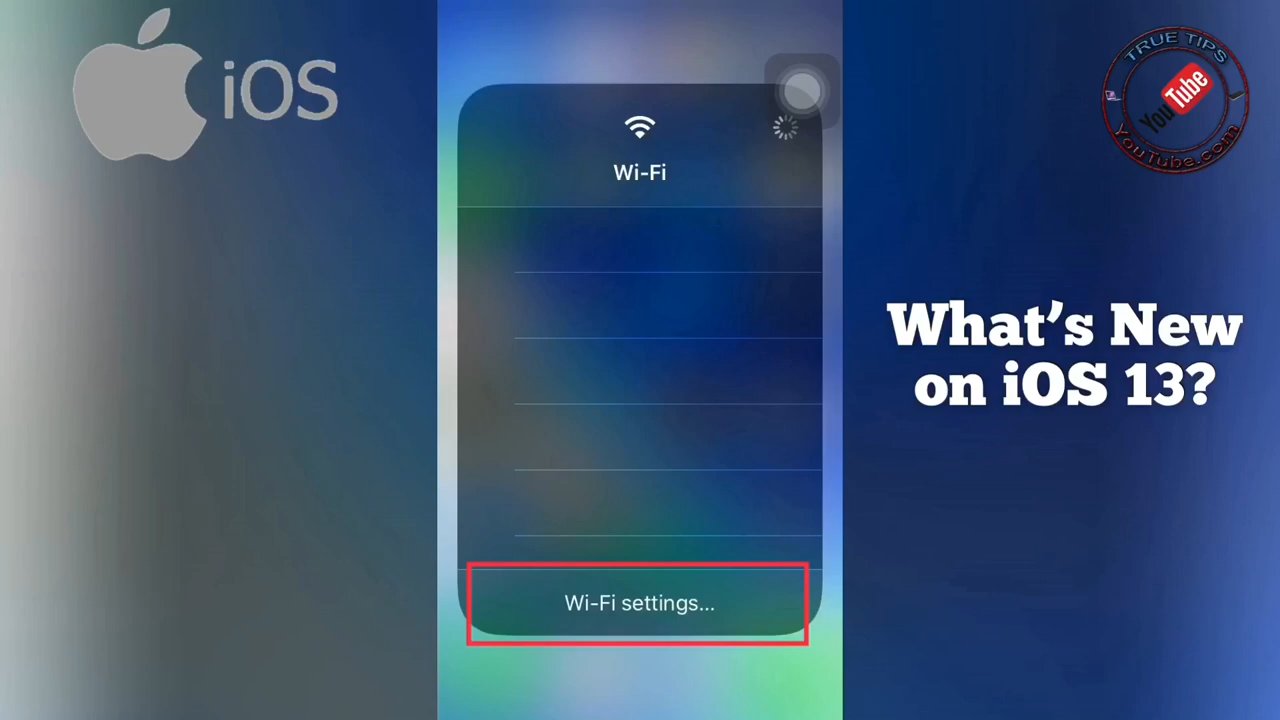 iOS
TRUE TIPS
YouTube
YouTube.com
Wi-Fi
What's New
on iOS 13?
Wi-Fi settings...